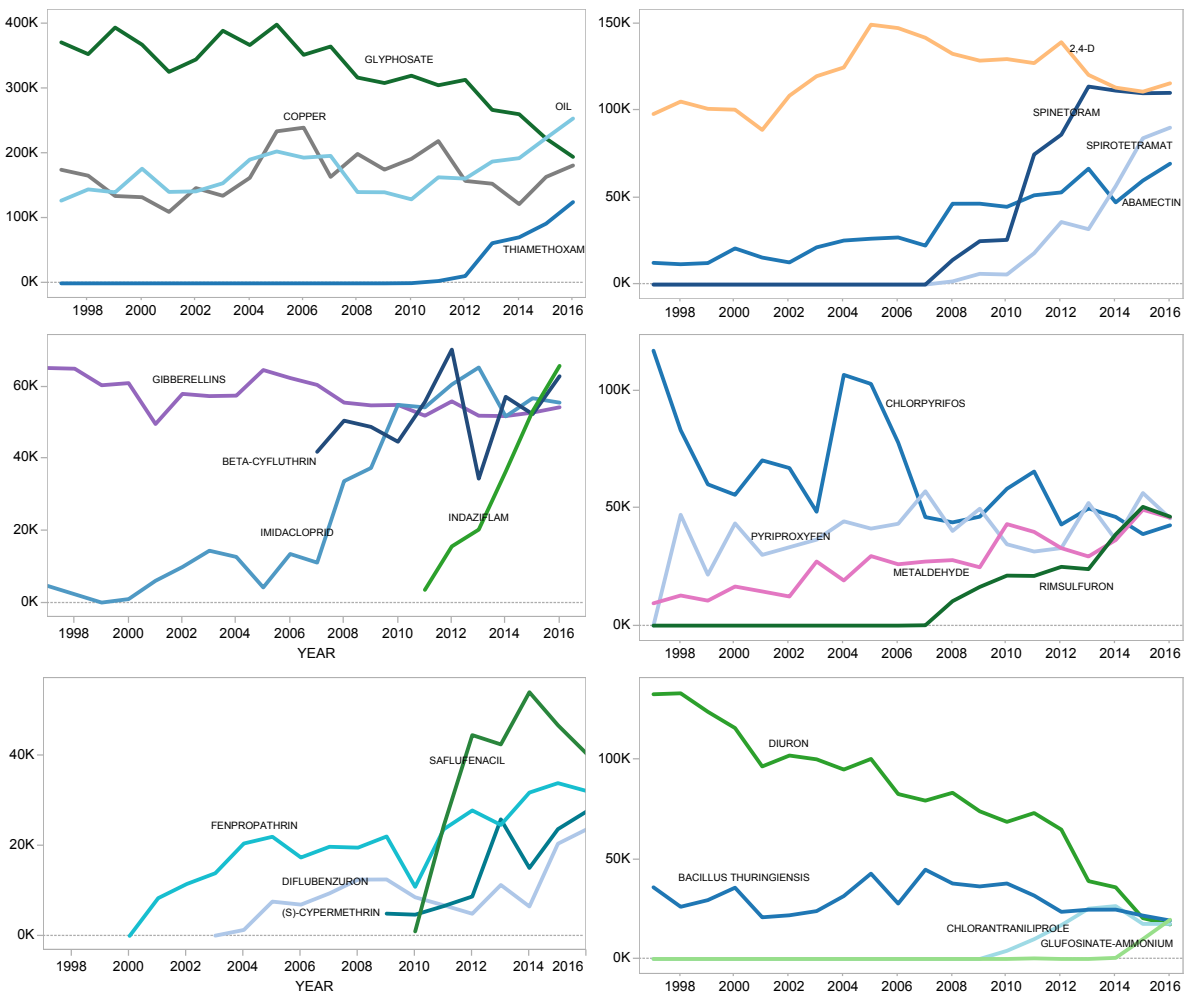 400K
300K
200K
100K
0K
GLYPHOSATE
OIL
COPPER
THIAMETHOXAM
1998 2000 2002 2004 2006 2008 2010 2012 2014 2016
150K
100K
50K
0K
2,4-D
SPINETORAM
SPIROTETRAMAT
ABAMECTIN
1998 2000 2002 2004 2006 2008 2010 2012 2014 2016
60K
40K
20K
0K
GIBBERELLINS
BETA-CYFLUTHRIN
INDAZIFLAM
IMIDACLOPRID
1998 2000 2002 2004 2006 2008 2010 2012 2014 2016
YEAR
100K
50K
0K
CHLORPYRIFOS
PYRIPROXYFEN
METALDEHYDE
RIMSULFURON
1998 2000 2002 2004 2006 2008 2010 2012 2014 2016
40K
20K
0K
SAFLUFENACIL
FENPROPATHRIN
DIFLUBENZURON
(S)-CYPERMETHRIN
1998 2000 2002 2004 2006 2008 2010 2012 2014 2016
YEAR
100K
50K
0K
DIURON
BACILLUS THURINGIENSIS
CHLORANTRANILIPROLE
GLUFOSINATE-AMMONIUM
1998 2000 2002 2004 2006 2008 2010 2012 2014 2016